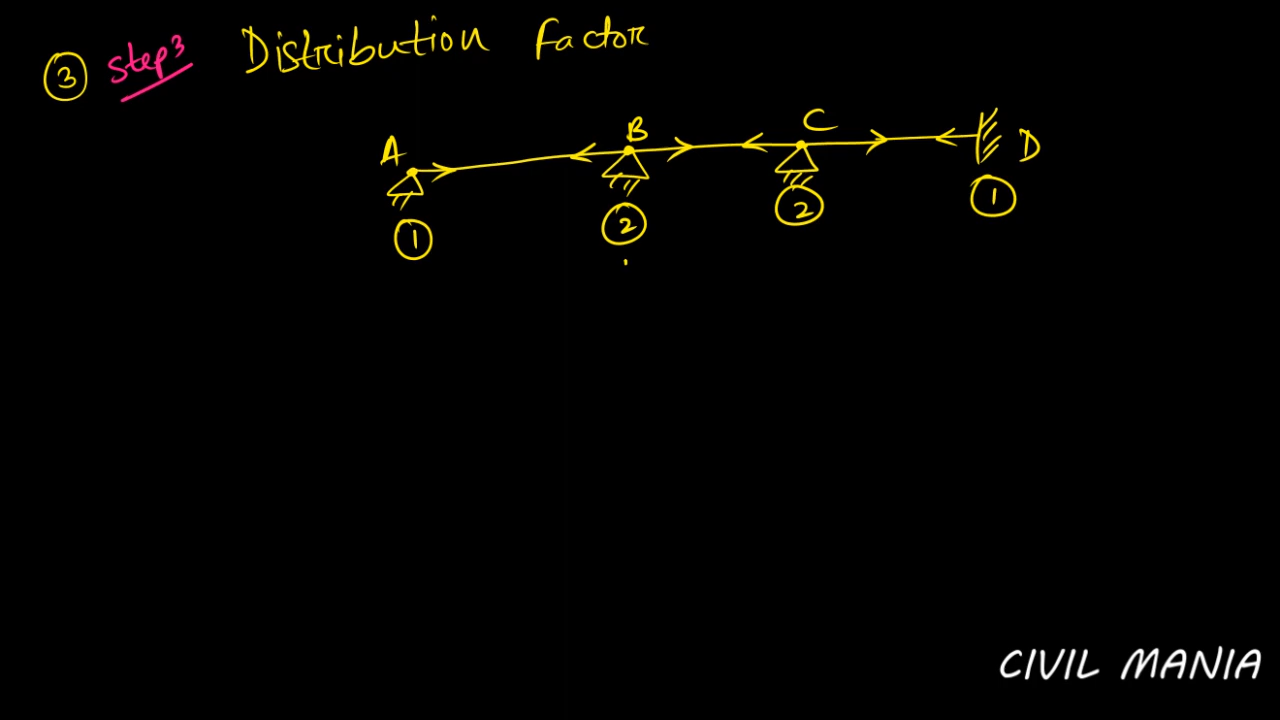 ③ Step3 Distribution Factor
A B C D
① ② ② ①
CIVIL MANIA